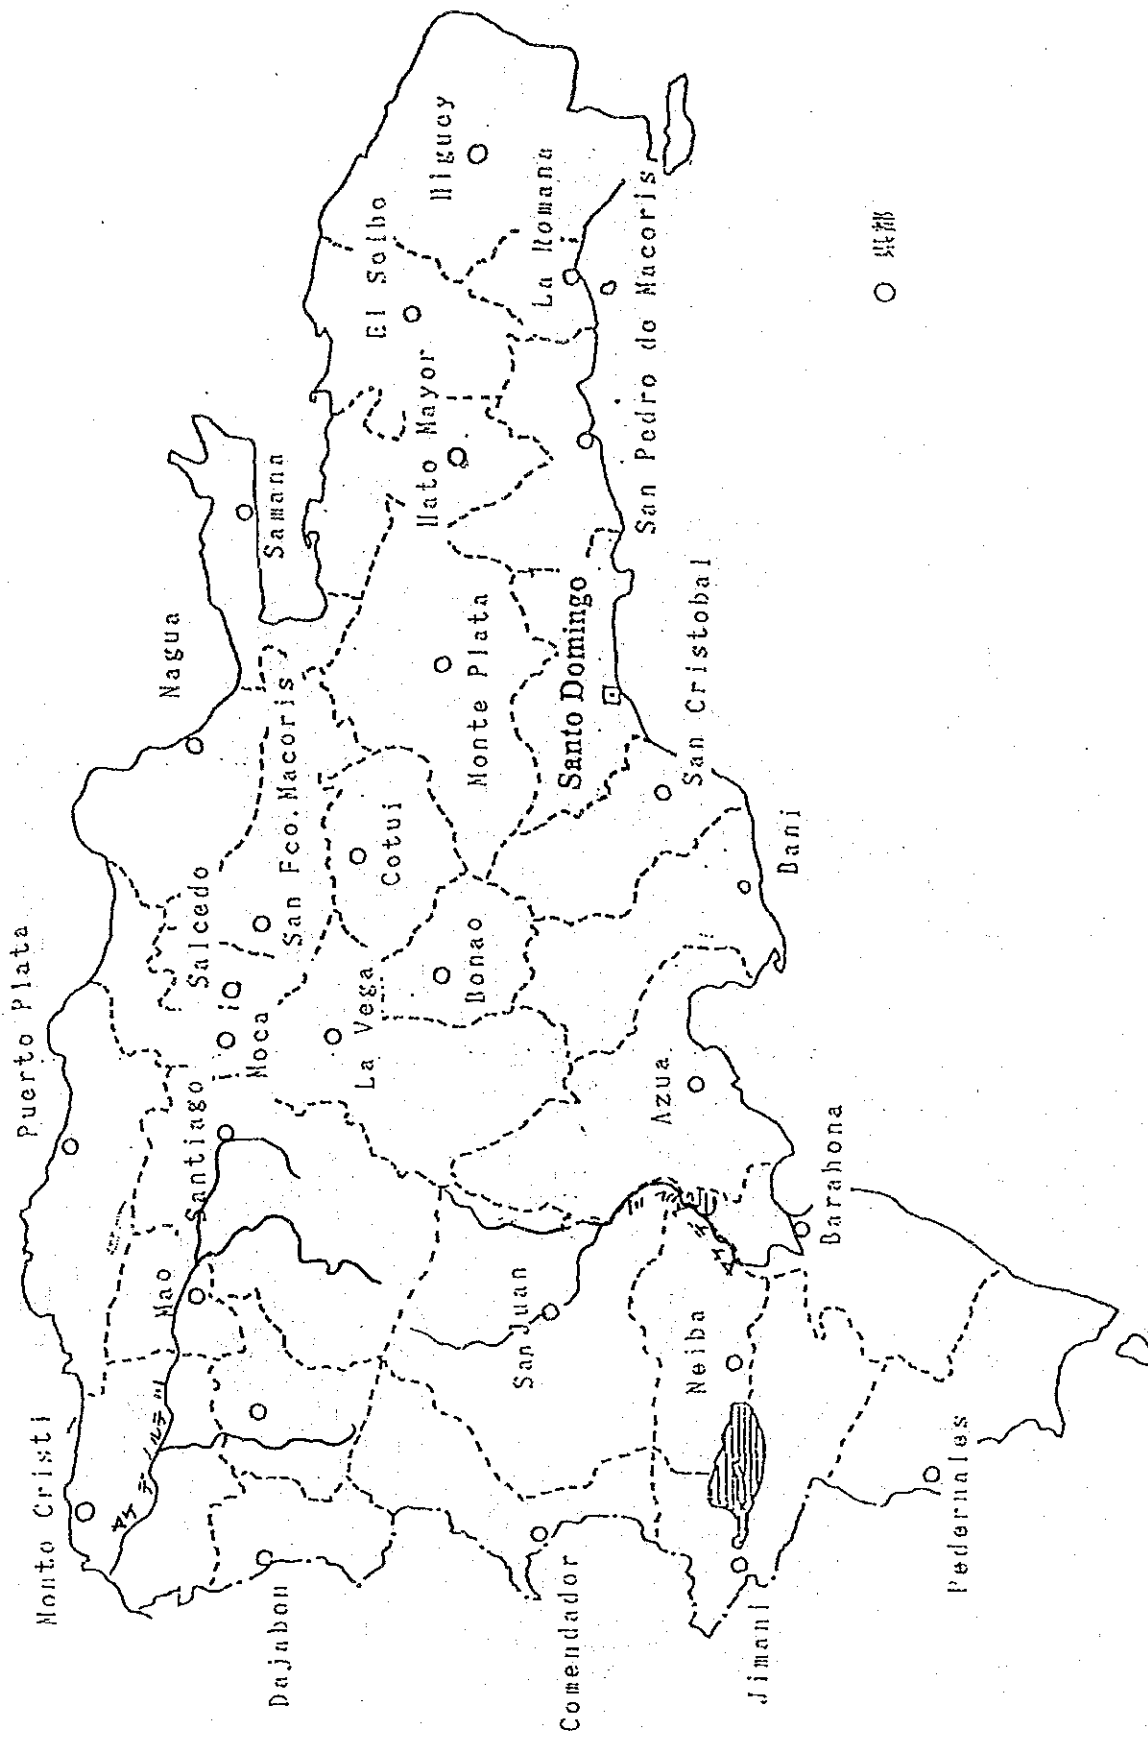 Puerto Plata
Monto Cristi
Nagua
Salcedo
Samana
Santiago
Mao
Moca
San Fco.Macoris
Dajabon
La Vega
Cotui
El Seibo
Higuey
Hato Mayor
Bonao
Monte Plata
La Romana
San Juan
Comendador
Santo Domingo
San Pedro de Macoris
Azua
Neiba
San Cristobal
Bani
Jimani
Barahona
Pedernales
○ 県都